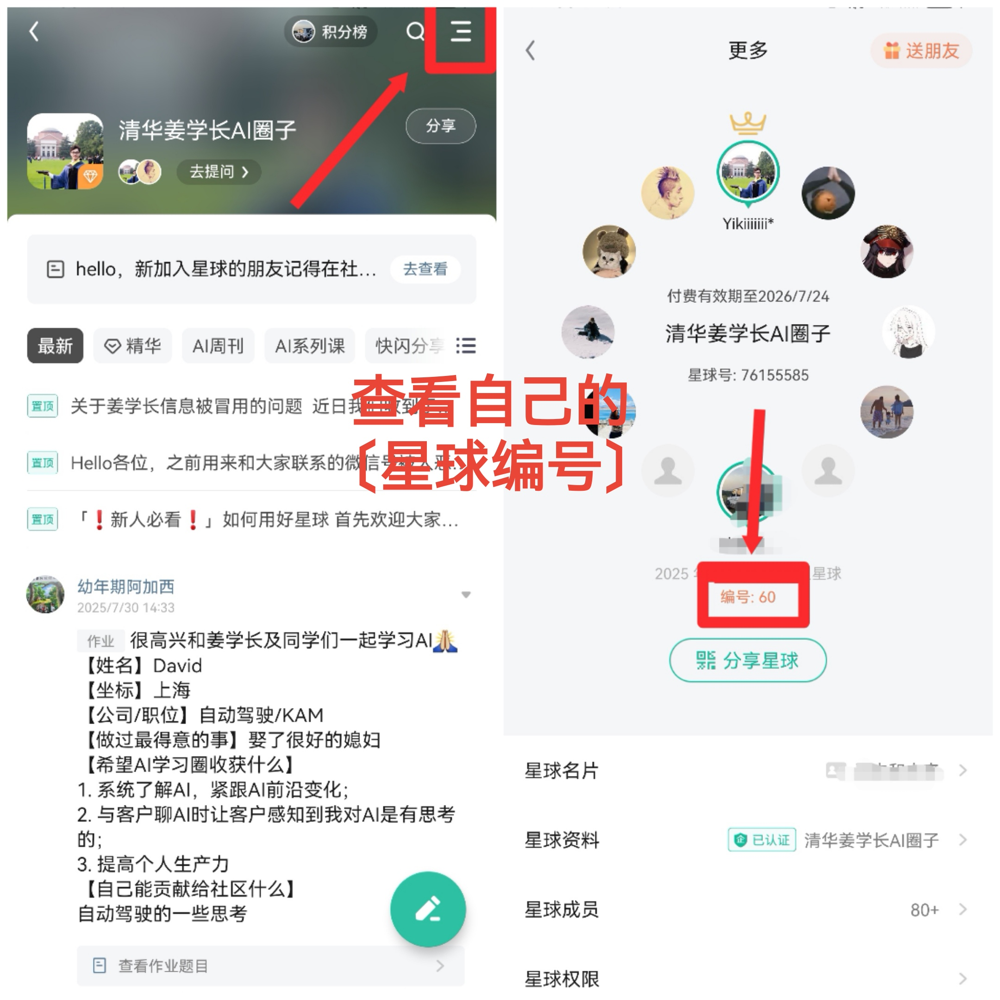 积分榜
清华姜学长AI圈子
分享
去提问
hello，新加入星球的朋友记得在社...
去查看
最新
精华
AI周刊
AI系列课
快闪分享
置顶 关于姜学长信息被冒用的问题 近日我
置顶 Hello各位，之前用来和大家联系的微信号
置顶 「❗新人必看❗」如何用好星球 首先欢迎大家...
幼年期阿加西
2025/7/30 14:33
作业 很高兴和姜学长及同学们一起学习AI🙏
【姓名】David
【坐标】上海
【公司/职位】自动驾驶/KAM
【做过最得意的事】娶了很好的媳妇
【希望AI学习圈收获什么】
1. 系统了解AI，紧跟AI前沿变化；
2. 与客户聊AI时让客户感知到我对AI是有思考
的；
3. 提高个人生产力
【自己能贡献给社区什么】
自动驾驶的一些思考
查看作业题目
查看自己的
〔星球编号〕
更多
送朋友
Yikiiiiiii*
付费有效期至2026/7/24
清华姜学长AI圈子
星球号: 76155585
2025
星球
编号: 60
分享星球
星球名片
星球资料
企 已认证 清华姜学长AI圈子
星球成员
80+
星球权限